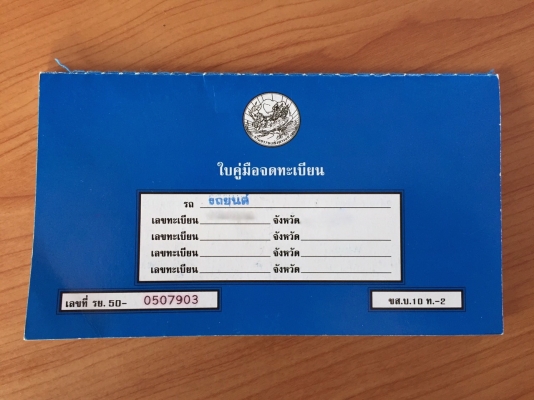 ใบคู่มือจดทะเบียน
รถ รถยนต์
เลขทะเบียน จังหวัด
เลขทะเบียน จังหวัด
เลขทะเบียน จังหวัด
เลขทะเบียน จังหวัด
เลขที่ รย. 50- 0507903
ขส.บ.10 ท.-2